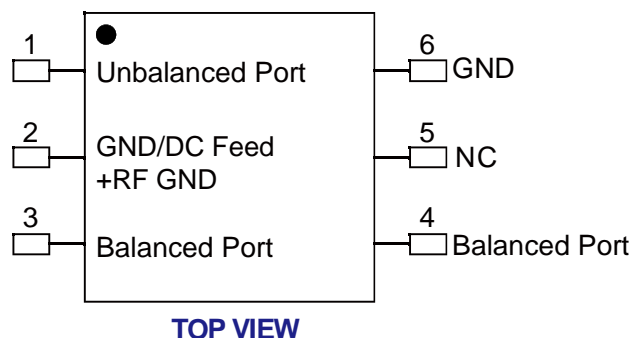 1
Unbalanced Port
6
GND
2
GND/DC Feed
+RF GND
5
NC
3
Balanced Port
4
Balanced Port
TOP VIEW